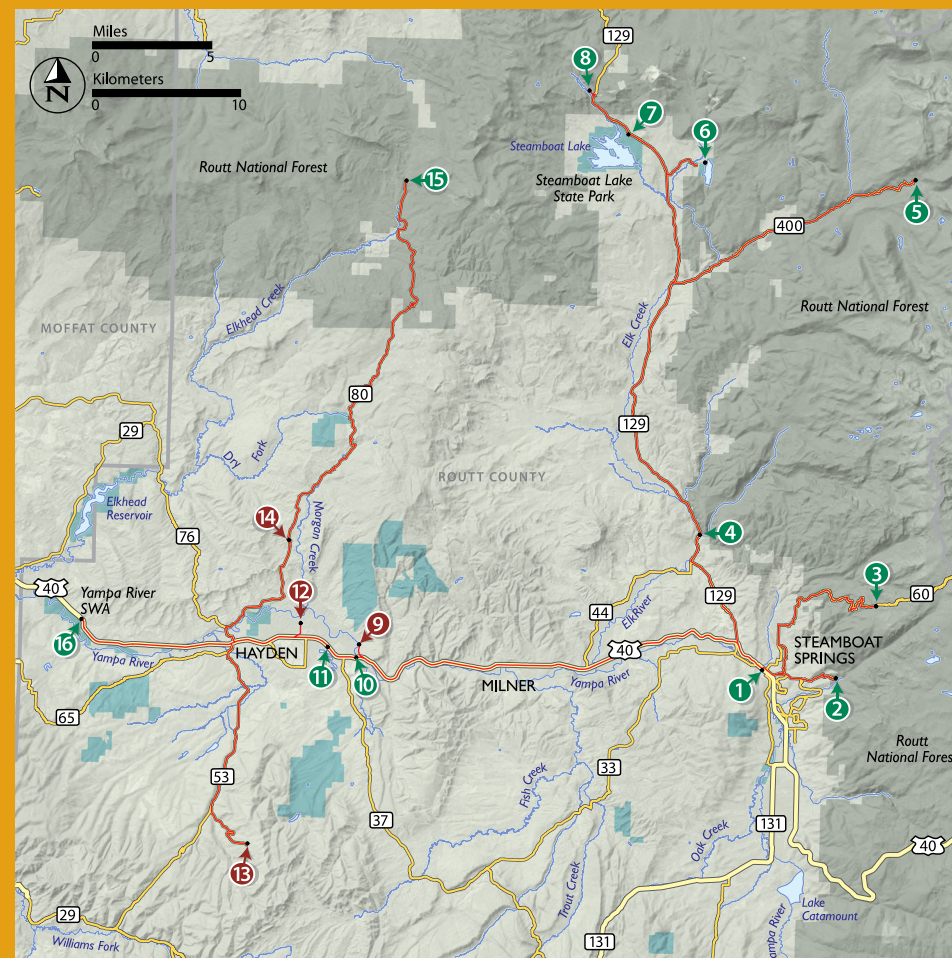 Miles
0
5
Kilometers
0
10
N
129
8
7
6
Steamboat Lake
Routt National Forest
15
Steamboat Lake
State Park
5
400
Elkhead Creek
Routt National Forest
MOFFAT COUNTY
Elk Creek
80
129
29
Dry
Fork
ROUTT COUNTY
Elkhead
Reservoir
Morgan Creek
14
76
4
3
40
Yampa River
SWA
12
129
60
44
9
Elk River
16
HAYDEN
40
STEAMBOAT
SPRINGS
Yampa River
11
10
MILNER
Yampa River
1
2
65
Routt
National Fores
53
33
Fish Creek
37
131
Oak Creek
40
13
Trout Creek
Lake
Catamount
29
Williams Fork
131
ampa River